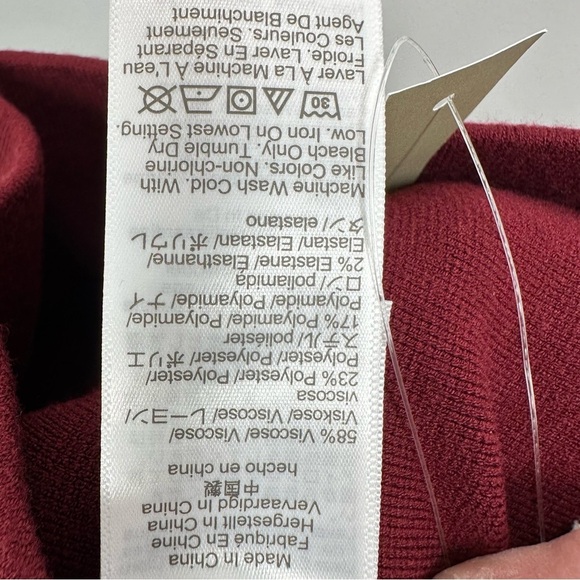 Made In China
Fabriqué En Chine
Hergestellt In China
Vervaardigd In China
中国製
hecho en china
58% Viscose/ Viscose/
Viskose/ Viscose/ レーヨン/
viscosa
23% Polyester/ Polyester/
Polyester/ Polyester/ ポリエ
ステル/ poliéster
17% Polyamide/ Polyamide/
Polyamide/ Polyamide/ ナイ
ロン/ poliamida
2% Elastane/ Elasthanne/
Elastan/ Elastaan/ ポリウレ
タン/ elastano
Machine Wash Cold. With
Like Colors. Non-chlorine
Bleach Only. Tumble Dry
Low. Iron On Lowest Setting.
30
Laver A La Machine À L'eau
Froide. Laver En Séparant
Les Couleurs. Seulement
Agent De Blanchiment